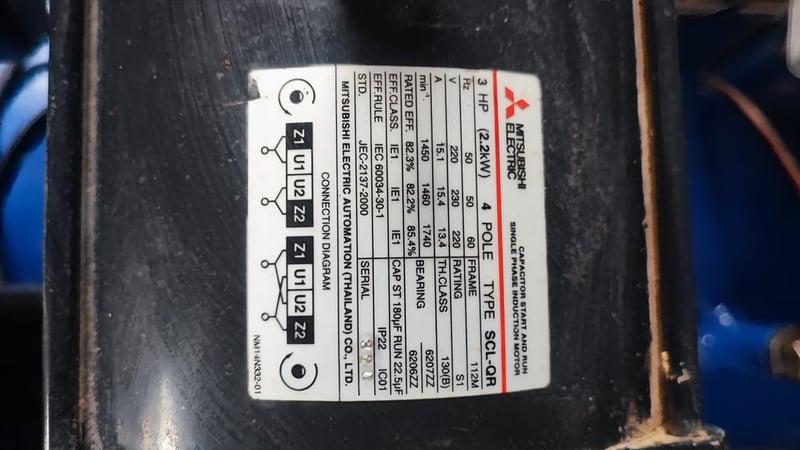 MITSUBISHI
ELECTRIC
CAPACITOR START AND RUN
SINGLE PHASE INDUCTION MOTOR
3 HP (2.2kW) 4 POLE TYPE SCL-QR
Hz 50 50 60 FRAME 112M
V 220 230 220 RATING S1
A 15.1 15.4 13.4 TH.CLASS 130(B)
min-1 1450 1460 1740 BEARING 6207ZZ
RATED EFF. 82.3% 82.2% 85.4% 6206ZZ
EFF.CLASS. IE1 IE1 IE1 CAP ST 180µF RUN 22.5µF
EFF.RULE IEC 60034-30-1 IP22 IC01
STD. JEC-2137-2000 SERIAL
MITSUBISHI ELECTRIC AUTOMATION (THAILAND) CO., LTD.
CONNECTION DIAGRAM
Z1 U1 U2 Z2 Z1 U1 U2 Z2